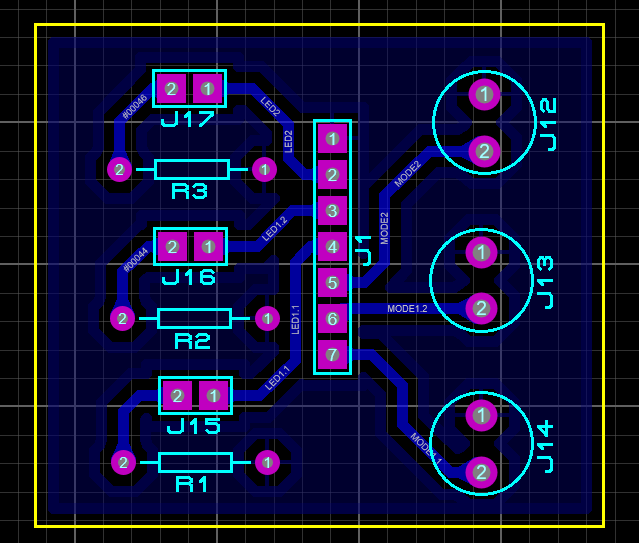 2 1
#00046
J17
LED2
LED2
2 1
R3
1
2
3
4
5
6
7
J1
1
2
J12
MODE2
MODE2
2 1
#00044
J16
LED1.2
2 1
R2
LED1.1
LED1.1
MODE1.2
1
2
J13
2 1
J15
2 1
R1
1
2
J14
MODE1.1